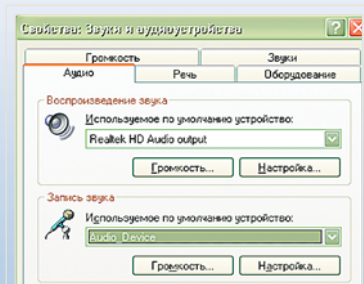 Свойства: Звуки и аудиоустройства
Громкость Звуки
Аудио Речь Оборудование
Воспроизведение звука
Используемое по умолчанию устройство:
Realtek HD Audio output
Громкость... Настройка...
Запись звука
Используемое по умолчанию устройство:
Audio_Device
Громкость... Настройка...